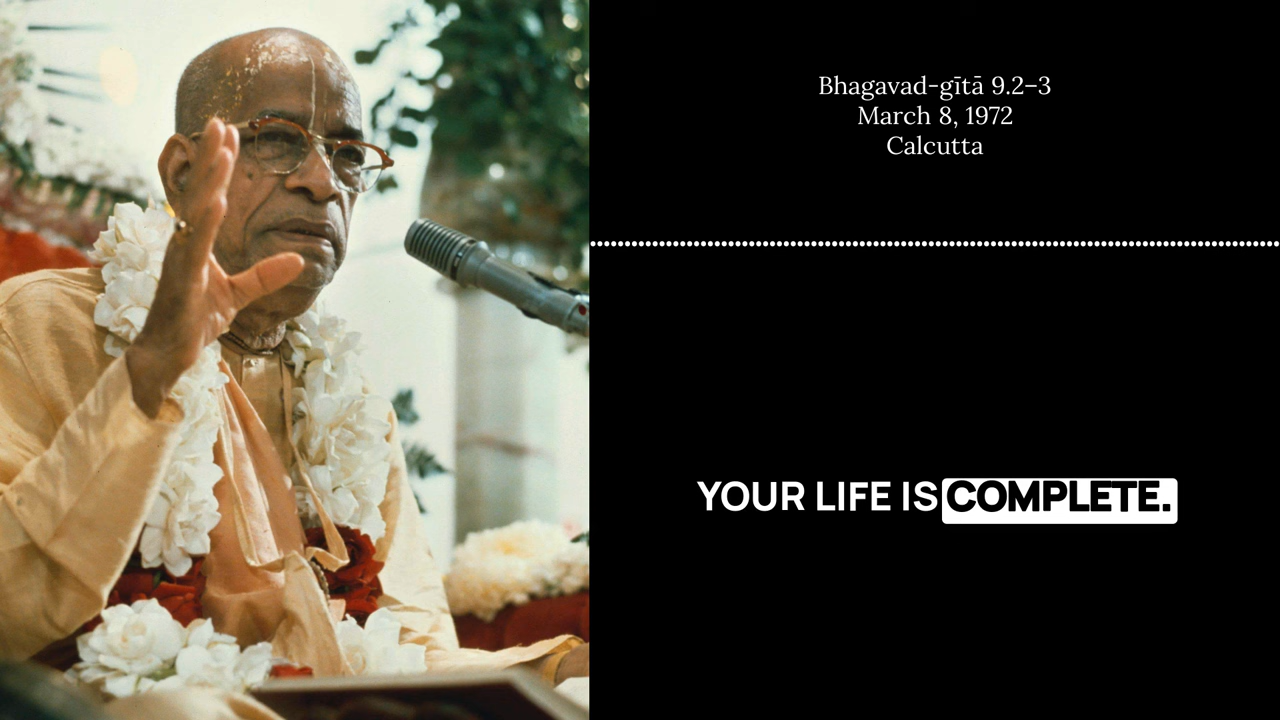 Bhagavad-gītā 9.2–3
March 8, 1972
Calcutta
YOUR LIFE IS COMPLETE.